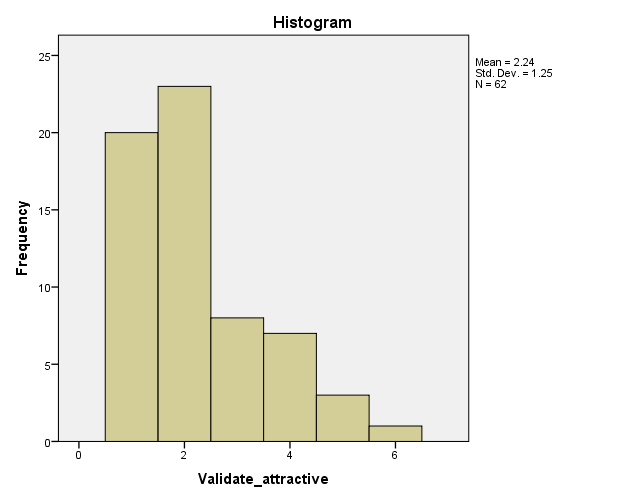 Histogram
25
20
15
10
5
0
Frequency
0 2 4 6
Validate_attractive
Mean = 2.24
Std. Dev. = 1.25
N = 62